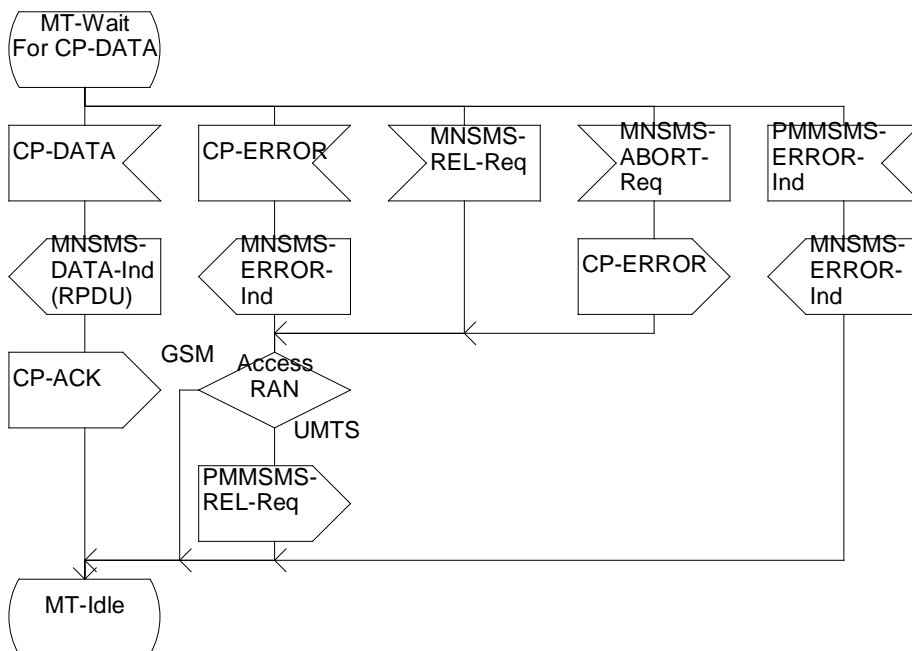 MT-Wait
For CP-DATA
CP-DATA
CP-ERROR
MNSMS-
REL-Req
MNSMS-
ABORT-
Req
PMMSMS-
ERROR-
Ind
MNSMS-
DATA-Ind
(RPDU)
MNSMS-
ERROR-
Ind
CP-ERROR
MNSMS-
ERROR-
Ind
CP-ACK
GSM
Access
RAN
UMTS
PMMSMS-
REL-Req
MT-Idle